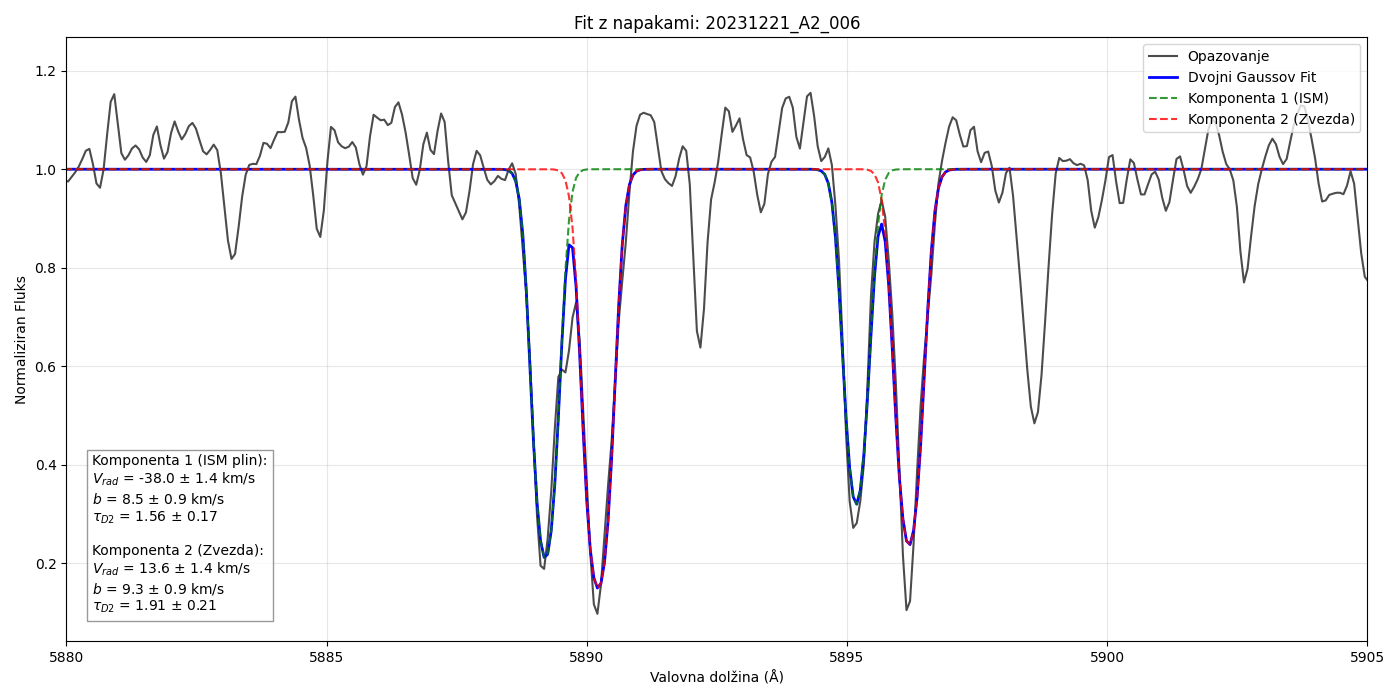 Fit z napakami: 20231221_A2_006
Opazovanje
Dvojni Gaussov Fit
Komponenta 1 (ISM)
Komponenta 2 (Zvezda)
Normaliziran Fluks
1.2
1.0
0.8
0.6
0.4
0.2
Komponenta 1 (ISM plin):
V_rad = -38.0 ± 1.4 km/s
b = 8.5 ± 0.9 km/s
τ_D2 = 1.56 ± 0.17
Komponenta 2 (Zvezda):
V_rad = 13.6 ± 1.4 km/s
b = 9.3 ± 0.9 km/s
τ_D2 = 1.91 ± 0.21
5880 5885 5890 5895 5900 5905
Valovna dolžina (Å)